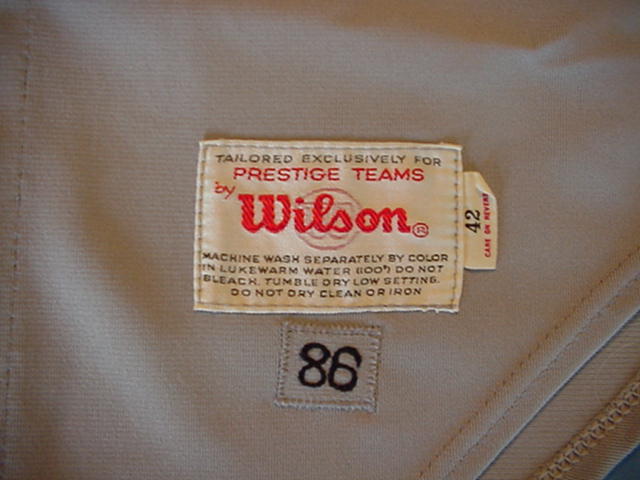 TAILORED EXCLUSIVELY FOR
PRESTIGE TEAMS
by
Wilson®
MACHINE WASH SEPARATELY BY COLOR
IN LUKEWARM WATER (100°) DO NOT
BLEACH. TUMBLE DRY LOW SETTING.
DO NOT DRY CLEAN OR IRON
42
CARE ON REVERS
86